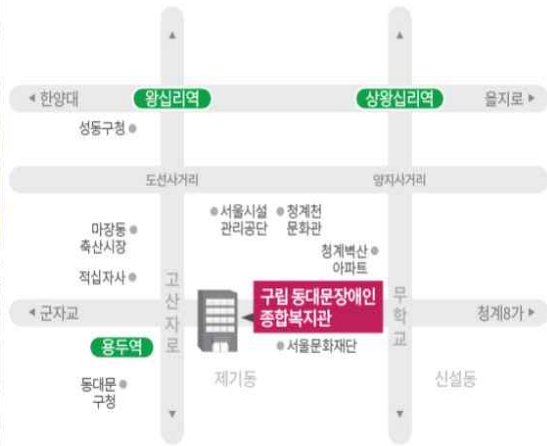 ▲
▲
◀ 한양대
왕십리역
상왕십리역
을지로 ▶
성동구청
도선사거리
양지사거리
서울시설
관리공단
청계천
문화관
마장동
축산시장
청계벽산
아파트
적십자사
고산자로
구립 동대문장애인
종합복지관
무학교
◀ 군자교
청계8가 ▶
용두역
서울문화재단
동대문
구청
제기동
신설동
▼
▼